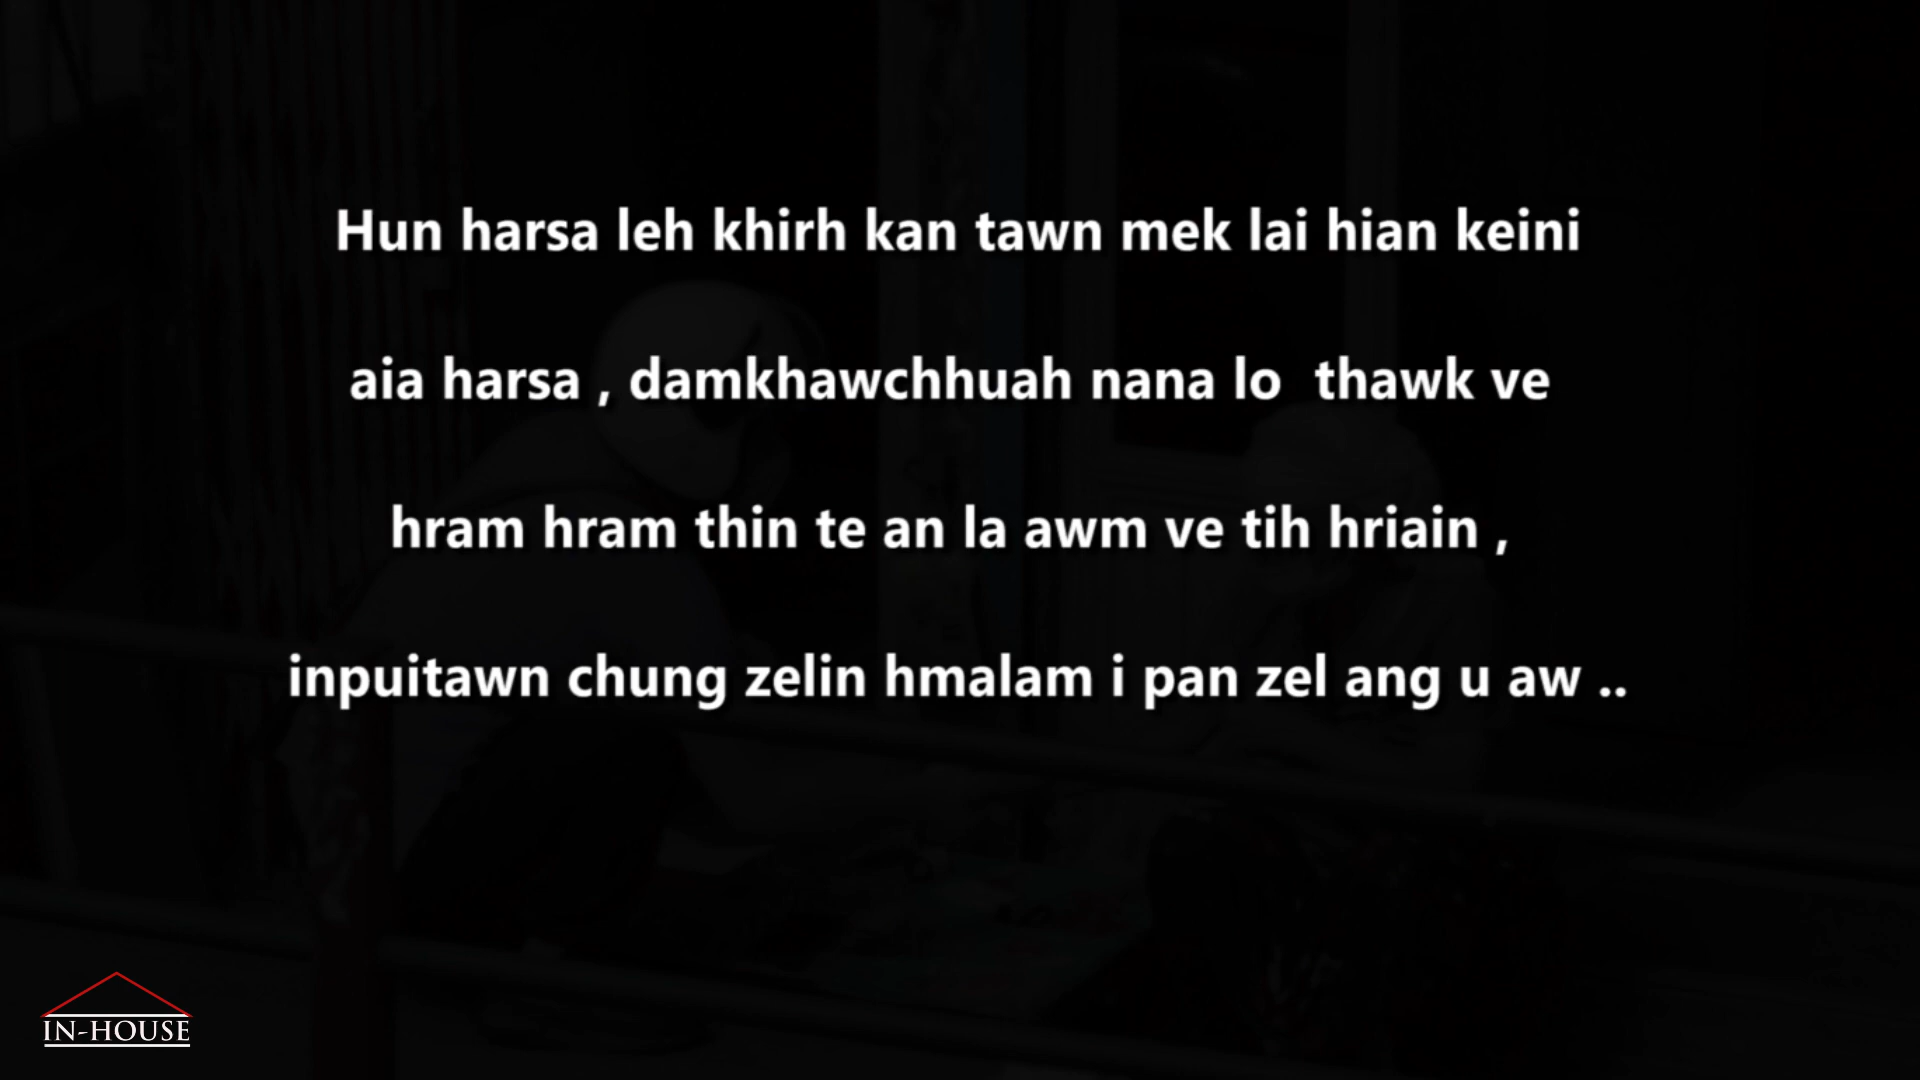 Hun harsa leh khirh kan tawn mek lai hian keini
aia harsa , damkhawchhuah nana lo thawk ve
hram hram thin te an la awm ve tih hriain ,
inpuitawn chung zelin hmalam i pan zel ang u aw ..
IN-HOUSE